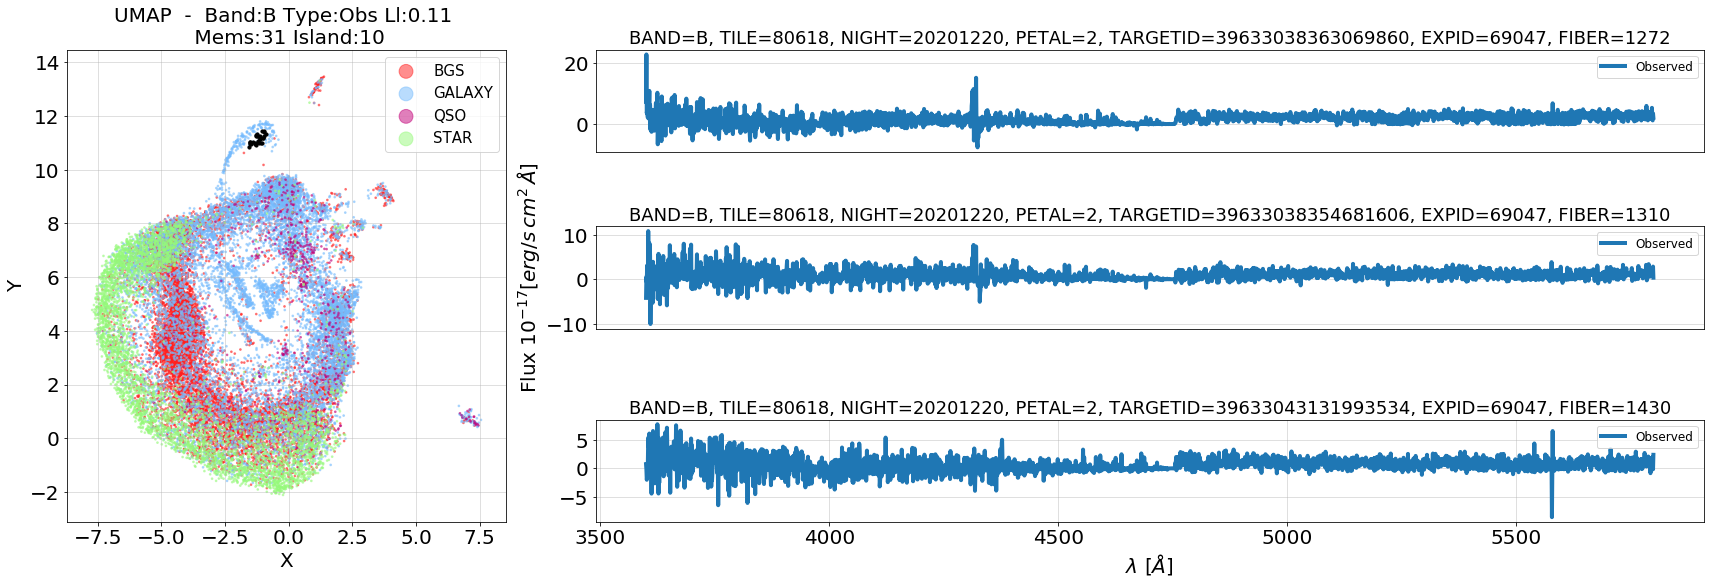 UMAP - Band:B Type:Obs Ll:0.11
Mems:31 Island:10
14
12
10
8
6
4
2
0
−2
Y
−7.5 −5.0 −2.5 0.0 2.5 5.0 7.5
X
BGS
GALAXY
QSO
STAR
Flux 10⁻¹⁷[erg/s cm² Å]
BAND=B, TILE=80618, NIGHT=20201220, PETAL=2, TARGETID=39633038363069860, EXPID=69047, FIBER=1272
20
0
Observed
BAND=B, TILE=80618, NIGHT=20201220, PETAL=2, TARGETID=39633038354681606, EXPID=69047, FIBER=1310
10
0
−10
Observed
BAND=B, TILE=80618, NIGHT=20201220, PETAL=2, TARGETID=39633043131993534, EXPID=69047, FIBER=1430
5
0
−5
Observed
3500 4000 4500 5000 5500
λ [Å]